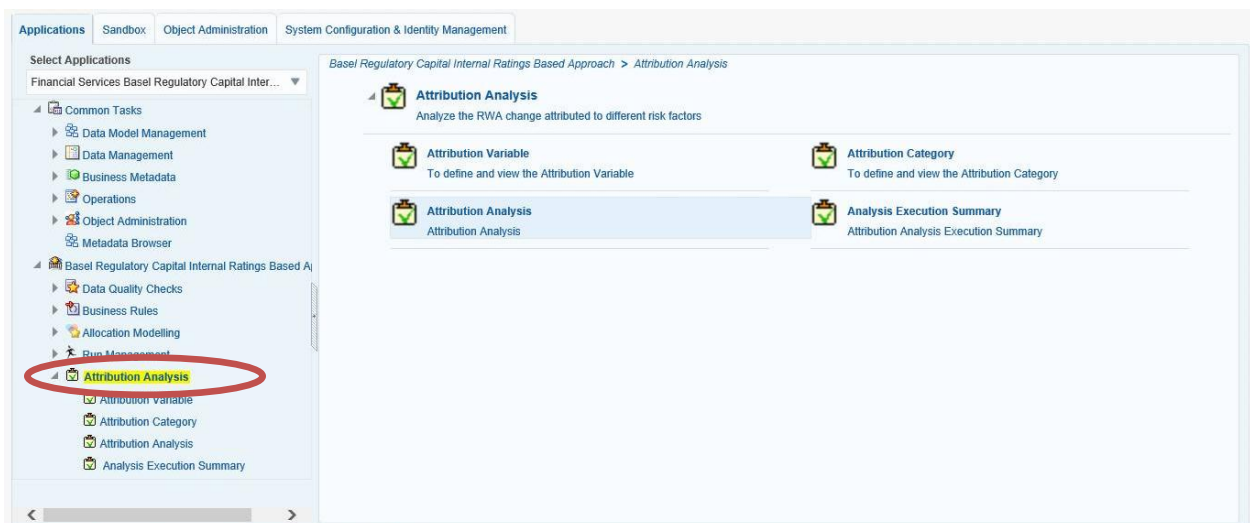 Applications Sandbox Object Administration System Configuration & Identity Management
Select Applications
Financial Services Basel Regulatory Capital Inter...
Common Tasks
Data Model Management
Data Management
Business Metadata
Operations
Object Administration
Metadata Browser
Basel Regulatory Capital Internal Ratings Based A
Data Quality Checks
Business Rules
Allocation Modelling
Run Management
Attribution Analysis
Attribution Variable
Attribution Category
Attribution Analysis
Analysis Execution Summary
Basel Regulatory Capital Internal Ratings Based Approach > Attribution Analysis
Attribution Analysis
Analyze the RWA change attributed to different risk factors
Attribution Variable
To define and view the Attribution Variable
Attribution Category
To define and view the Attribution Category
Attribution Analysis
Attribution Analysis
Analysis Execution Summary
Attribution Analysis Execution Summary